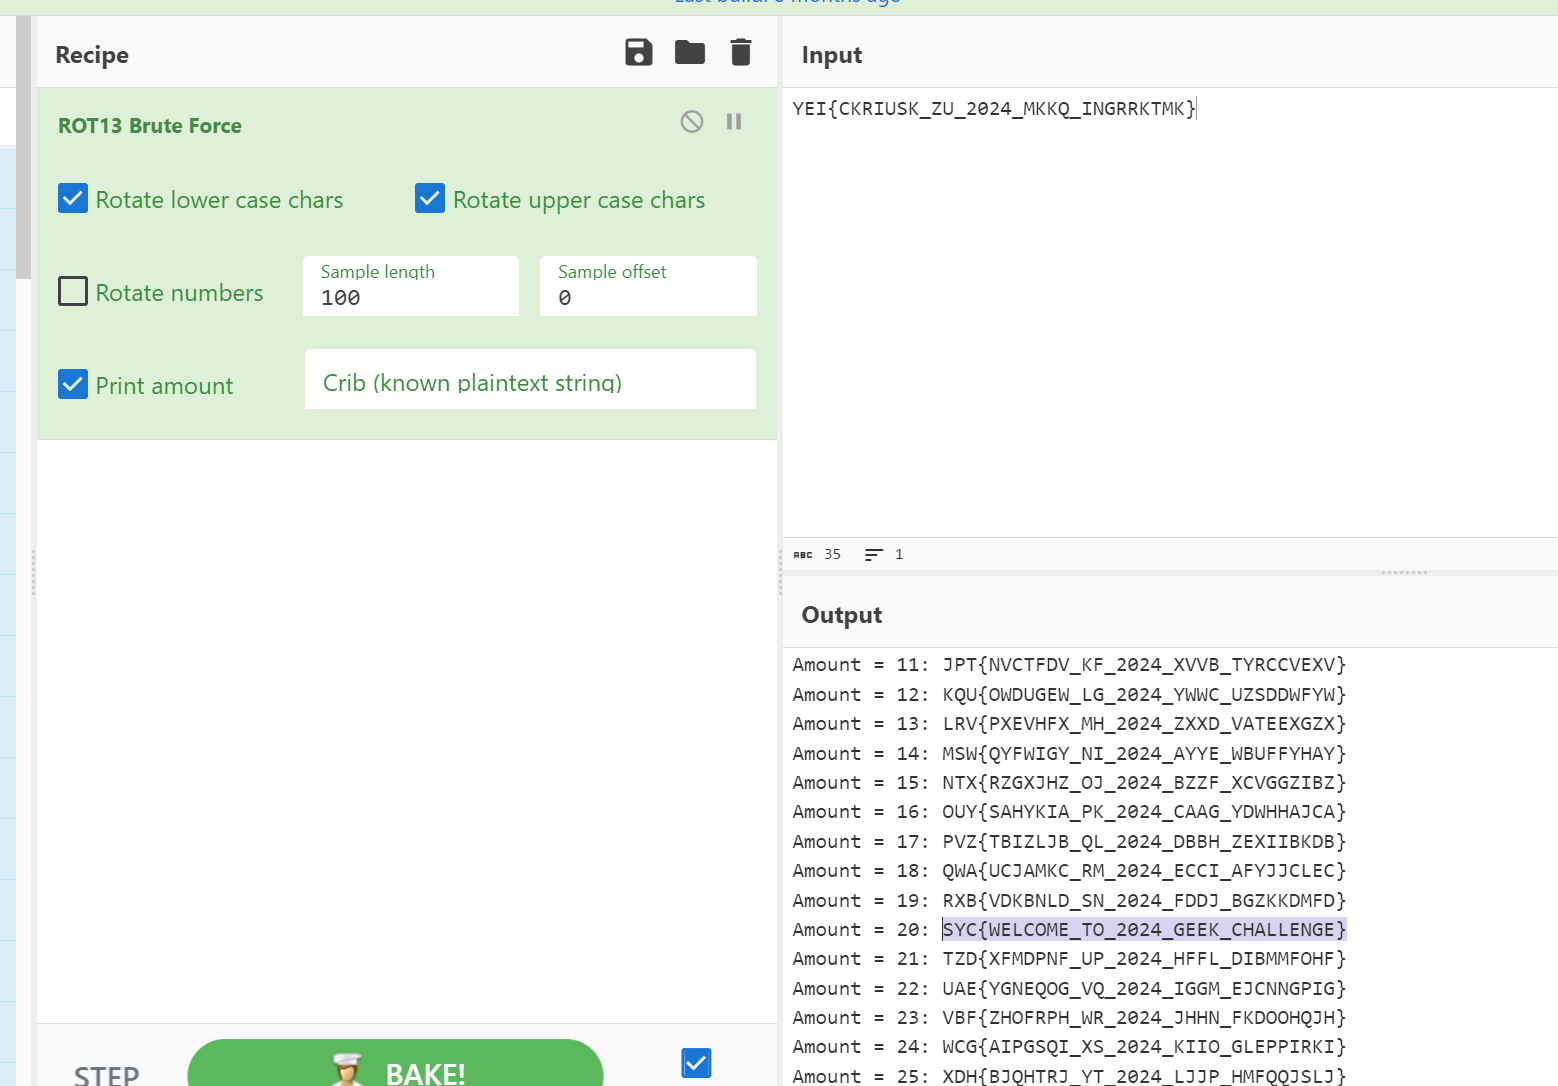 Last build: 6 months ago
Recipe
ROT13 Brute Force
Rotate lower case chars
Rotate upper case chars
Rotate numbers
Sample length
100
Sample offset
0
Print amount
Crib (known plaintext string)
STEP
BAKE!
Input
YEI{CKRIUSK_ZU_2024_MKKQ_INGRRKTMK}
ABC 35 1
Output
Amount = 11: JPT{NVCTFDV_KF_2024_XVVB_TYRCCVEXV}
Amount = 12: KQU{OWDUGEW_LG_2024_YWWC_UZSDDWFYW}
Amount = 13: LRV{PXEVHFX_MH_2024_ZXXD_VATEEXGZX}
Amount = 14: MSW{QYFWIGY_NI_2024_AYYE_WBUFFYHAY}
Amount = 15: NTX{RZGXJHZ_OJ_2024_BZZF_XCVGGZIBZ}
Amount = 16: OUY{SAHYKIA_PK_2024_CAAG_YDWHHAJCA}
Amount = 17: PVZ{TBIZLJB_QL_2024_DBBH_ZEXIIBKDB}
Amount = 18: QWA{UCJAMKC_RM_2024_ECCI_AFYJJCLEC}
Amount = 19: RXB{VDKBNLD_SN_2024_FDDJ_BGZKKDMFD}
Amount = 20: SYC{WELCOME_TO_2024_GEEK_CHALLENGE}
Amount = 21: TZD{XFMDPNF_UP_2024_HFFL_DIBMMFOHF}
Amount = 22: UAE{YGNEQOG_VQ_2024_IGGM_EJCNNGPIG}
Amount = 23: VBF{ZHOFRPH_WR_2024_JHHN_FKDOOHQJH}
Amount = 24: WCG{AIPGSQI_XS_2024_KIIO_GLEPPIRKI}
Amount = 25: XDH{BJQHTRJ_YT_2024_LJJP_HMFQQJSLJ}